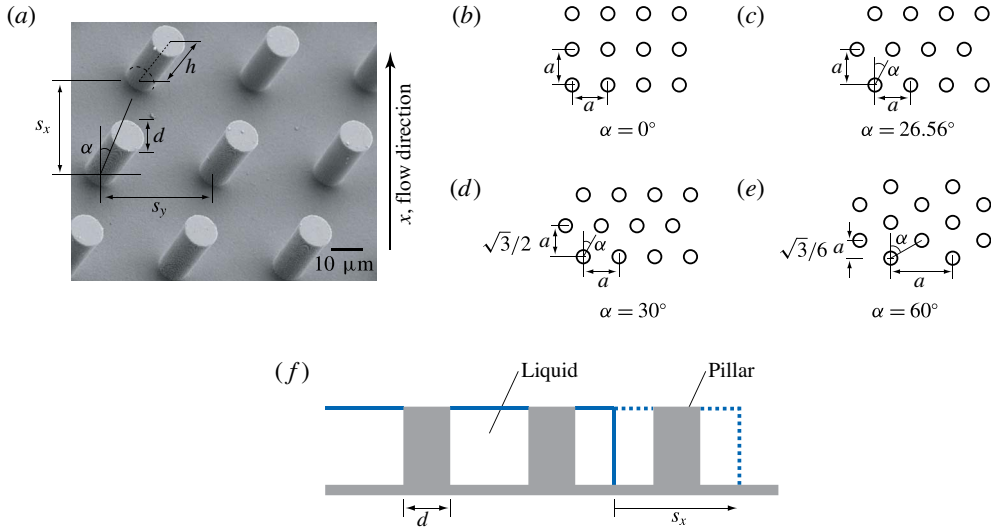 (a)
h
s_x
α
d
s_y
x, flow direction
10 μm
(b)
a
a
α = 0°
(c)
a
α
a
α = 26.56°
(d)
√3/2 a
α
a
α = 30°
(e)
√3/6 a
α
a
α = 60°
(f)
Liquid
Pillar
d
s_x